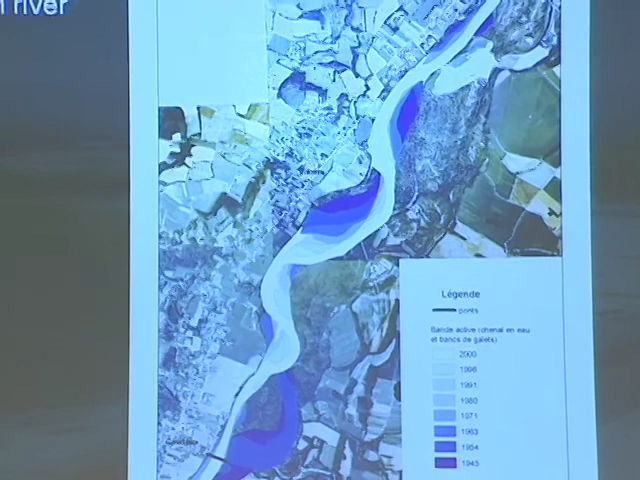 river
Légende
ponts
Bande active (chenal en eau
et bancs de galets)
2000
1996
1991
1980
1971
1963
1954
1945